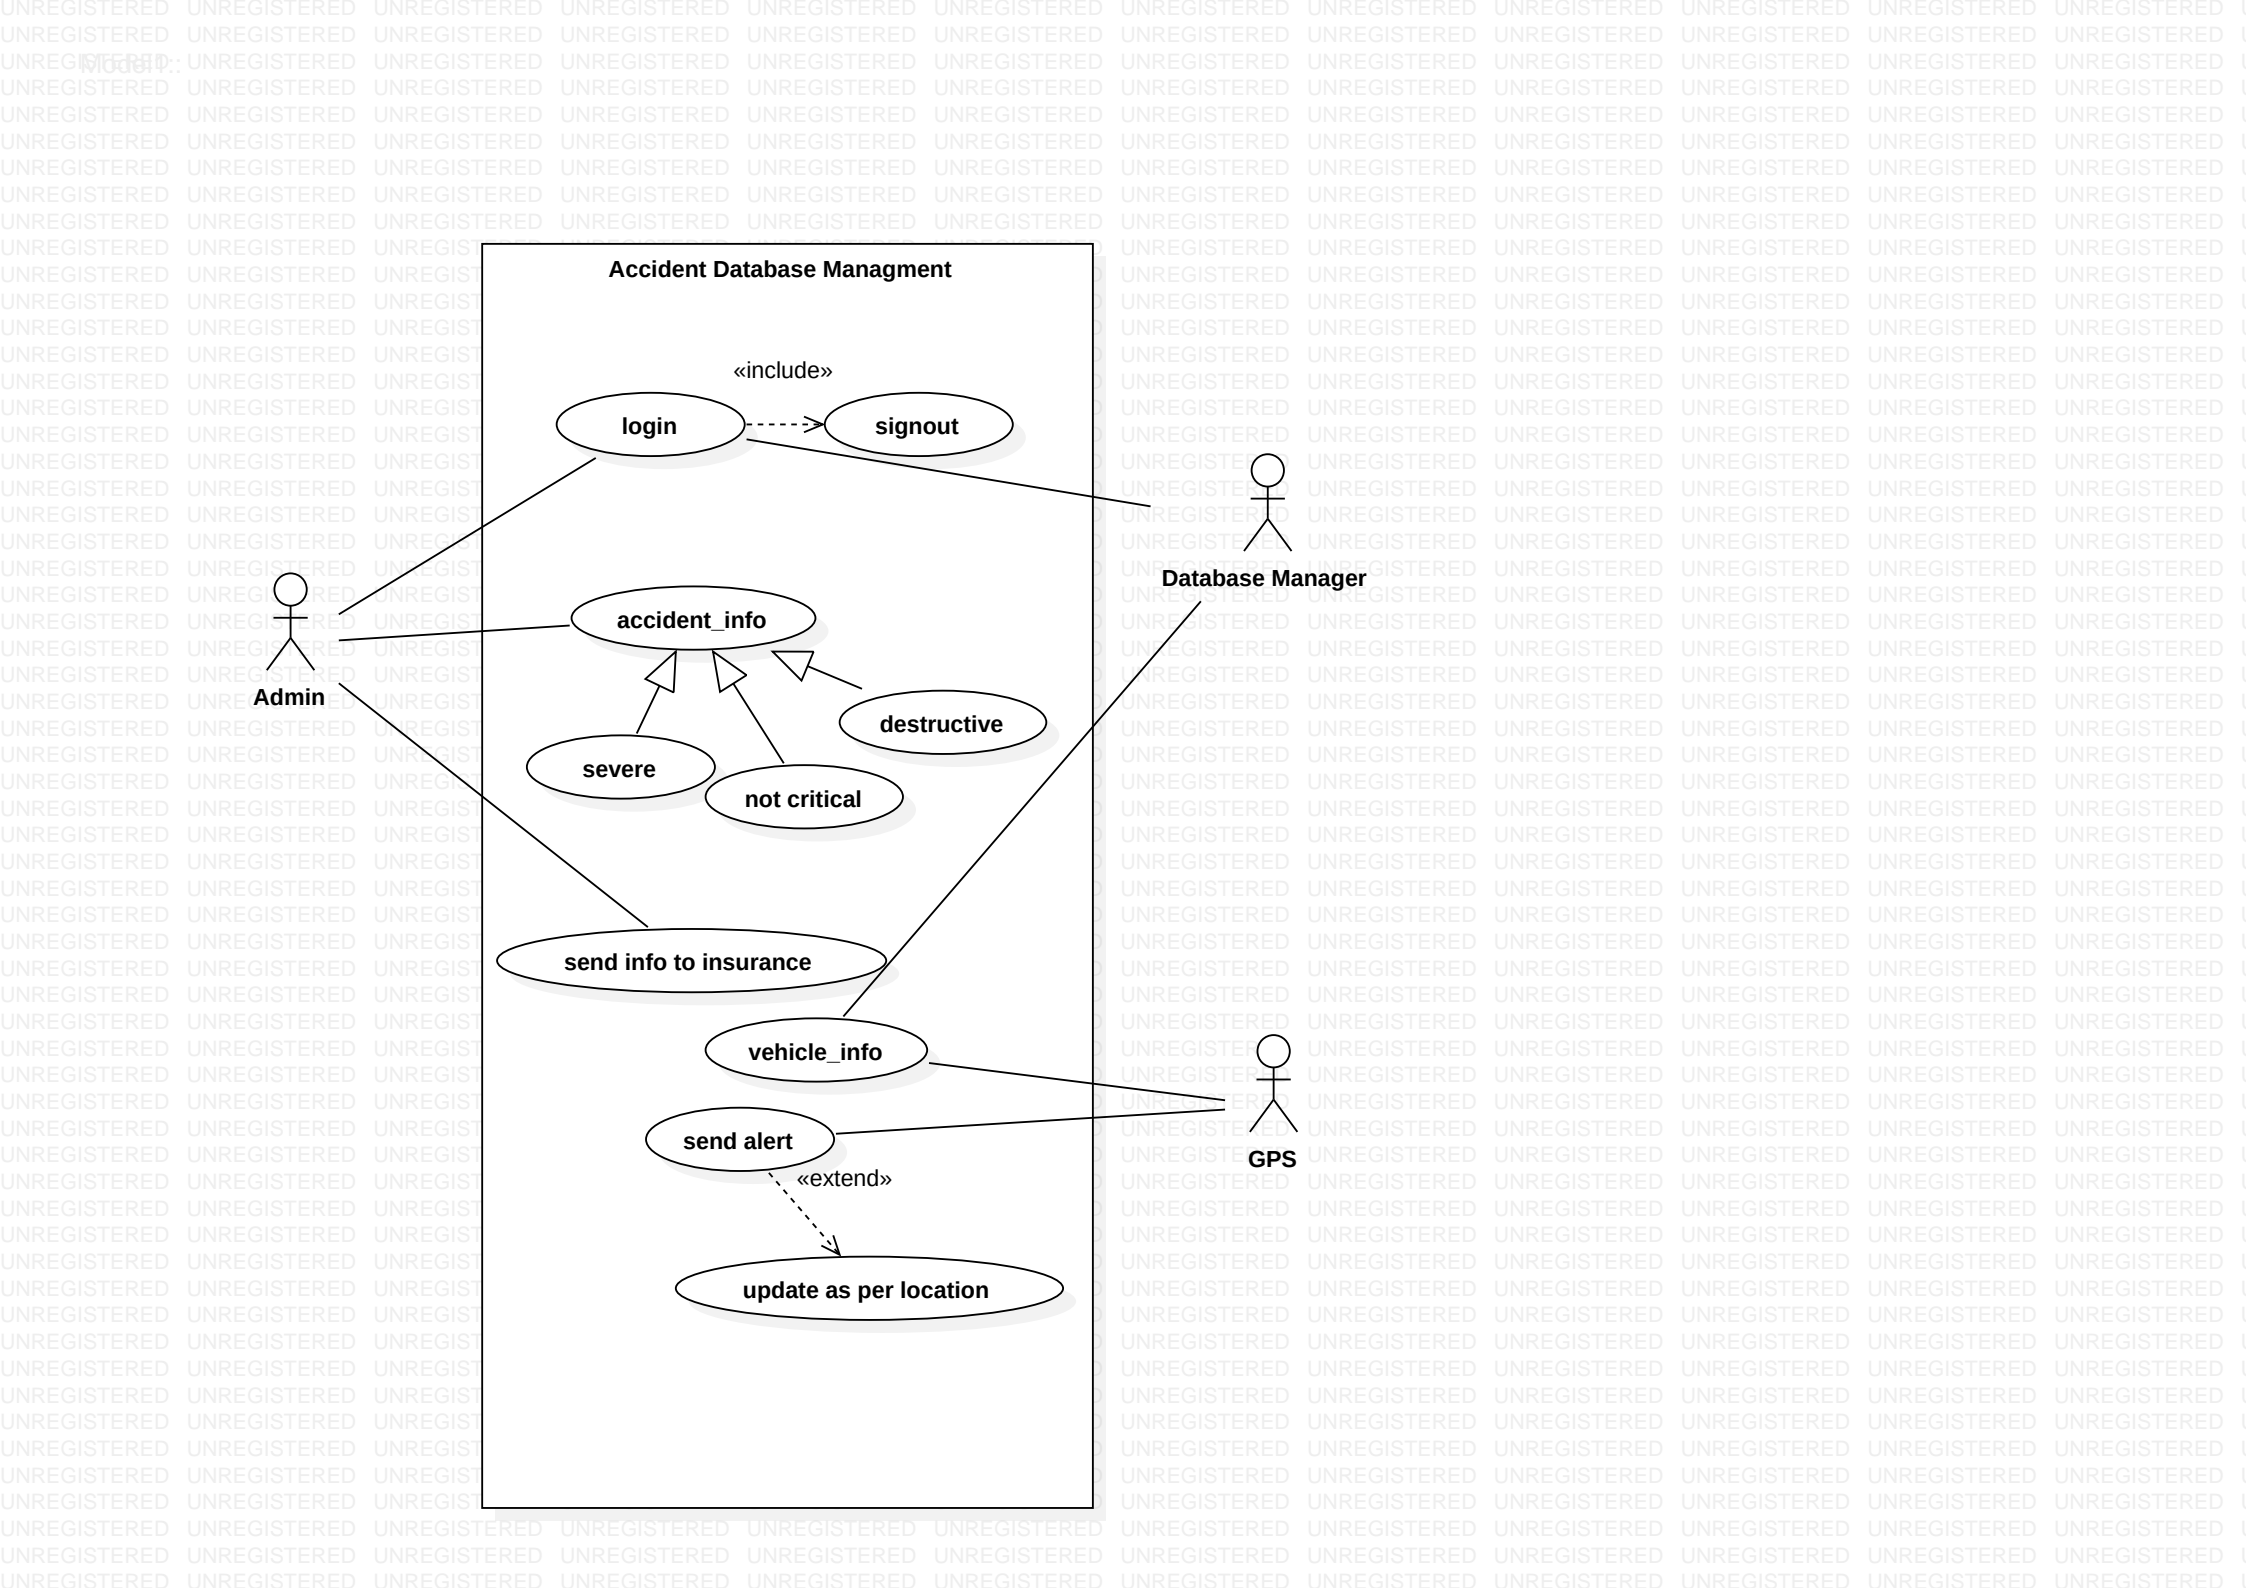 Model1::
Accident Database Managment
«include»
login
signout
Database Manager
accident_info
Admin
destructive
severe
not critical
send info to insurance
vehicle_info
send alert
GPS
«extend»
update as per location
UNREGISTERED